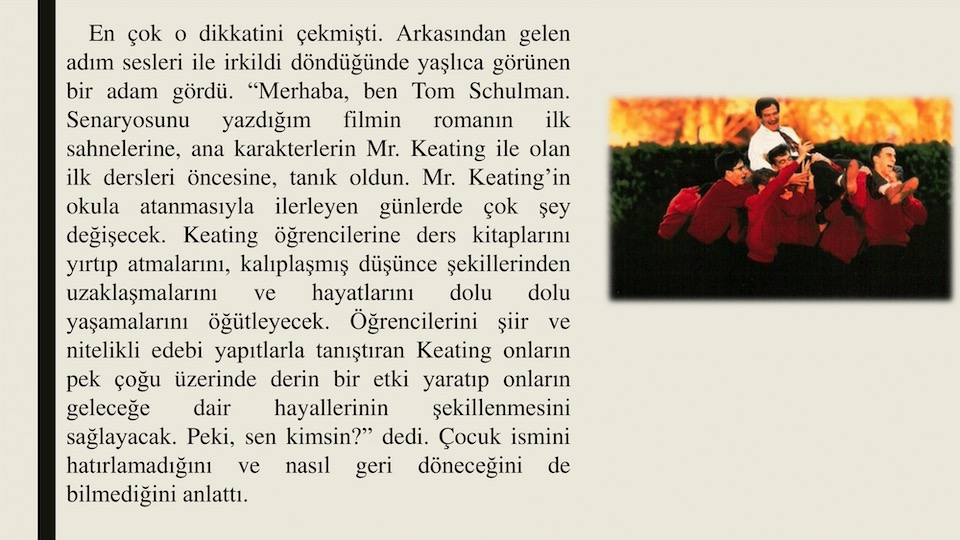 En çok o dikkatini çekmişti. Arkasından gelen
adım sesleri ile irkildi döndüğünde yaşlıca görünen
bir adam gördü. “Merhaba, ben Tom Schulman.
Senaryosunu yazdığım filmin romanın ilk
sahnelerine, ana karakterlerin Mr. Keating ile olan
ilk dersleri öncesine, tanık oldun. Mr. Keating’in
okula atanmasıyla ilerleyen günlerde çok şey
değişecek. Keating öğrencilerine ders kitaplarını
yırtıp atmalarını, kalıplaşmış düşünce şekillerinden
uzaklaşmalarını ve hayatlarını dolu dolu
yaşamalarını öğütleyecek. Öğrencilerini şiir ve
nitelikli edebi yapıtlarla tanıştıran Keating onların
pek çoğu üzerinde derin bir etki yaratıp onların
geleceğe dair hayallerinin şekillenmesini
sağlayacak. Peki, sen kimsin?” dedi. Çocuk ismini
hatırlamadığını ve nasıl geri döneceğini de
bilmediğini anlattı.